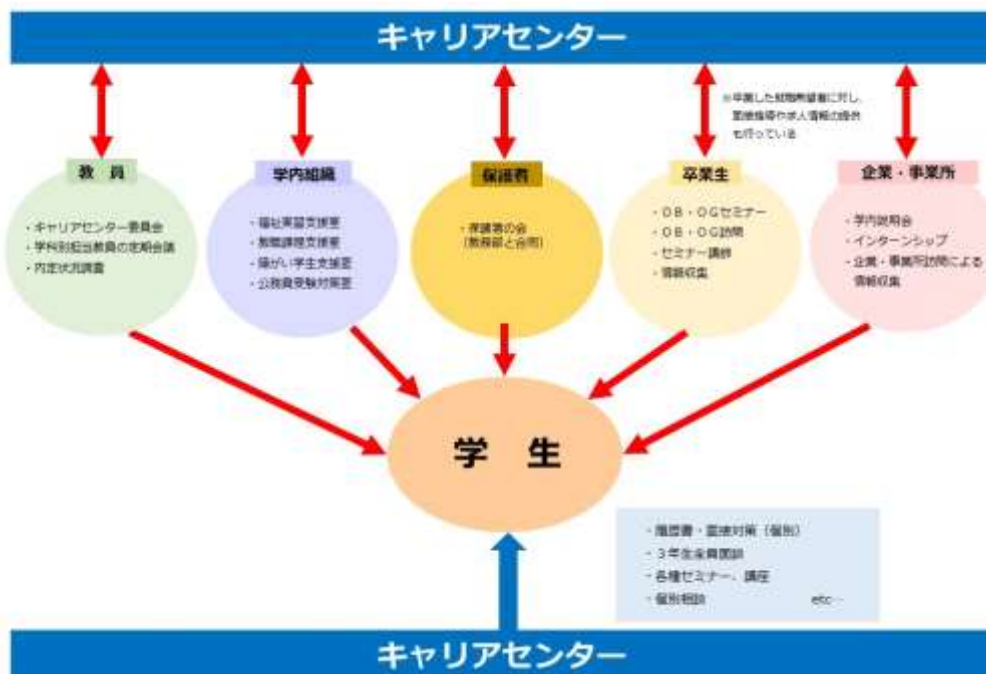 キャリアセンター
※卒業した就職希望者に対し、
面接指導や求人情報の提供
も行っている
教 員
・キャリアセンター委員会
・学科別担当教員の定期会議
・内定状況調査
学内組織
・福祉実習支援室
・教職課程支援室
・障がい学生支援室
・公務員受験対策室
保護者
・保護者の会
(教務部と合同)
卒業生
・ＯＢ・ＯＧセミナー
・ＯＢ・ＯＧ訪問
・セミナー講師
・情報収集
企業・事業所
・学内説明会
・インターンシップ
・企業・事業所訪問による
情報収集
学 生
・履歴書・面接対策（個別）
・３年生全員面談
・各種セミナー、講座
・個別相談 etc…
キャリアセンター